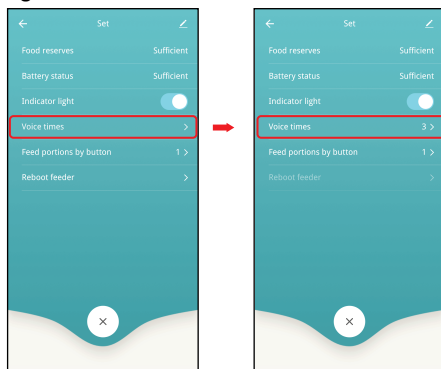 Set
Food reserves Sufficient
Battery status Sufficient
Indicator light
Voice times >
Feed portions by button 1 >
Reboot feeder >
Set
Food reserves Sufficient
Battery status Sufficient
Indicator light
Voice times 3 >
Feed portions by button 1 >
Reboot feeder >